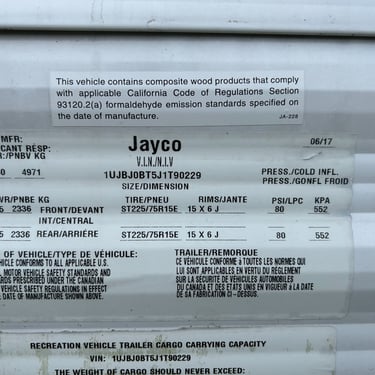 This vehicle contains composite wood products that comply
with applicable California Code of Regulations Section
93120.2(a) formaldehyde emission standards specified on
the date of manufacture. JA-228
MFR: Jayco 06/17
CANT RESP:
R:/PNBV KG V.I.N./N.I.V
0 4971 1UJBJ0BT5J1T90229 PRESS./COLD INFL.
SIZE/DIMENSION PRESS./GONFL FROID
WR/PNBE KG TIRE/PNEU RIMS/JANTE PSI/LPC KPA
5 2336 FRONT/DEVANT ST225/75R15E 15 X 6 J 80 552
INT/CENTRAL
5 2336 REAR/ARRIÈRE ST225/75R15E 15 X 6 J 80 552
OF VEHICLE/TYPE DE VÉHICULE: TRAILER/REMORQUE
VEHICLE CONFORMS TO ALL APPLICABLE U.S. CE VÉHICULE CONFORME à TOUTES LES NORMES QUI
MOTOR VEHICLE SAFETY STANDARDS AND LUI SONT APPLICABLES EN VERTU DU RÈGLEMENT
ARDS PRESCRIBED UNDER THE CANADIAN SUR LA SÉCURITÉ DE VÉHICULES AUTOMOBILES
VEHICLE SAFETY REGULATIONS IN EFFECT DU CANADA ET DES ETATS UNIS EN VIGUEUR à LA DATE
DATE OF MANUFACTURE SHOWN ABOVE. DE SA FABRICATION CI-DESSUS.
RECREATION VEHICLE TRAILER CARGO CARRYING CAPACITY
VIN: 1UJBJ0BT5J1T90229
THE WEIGHT OF CARGO SHOULD NEVER EXCEED: